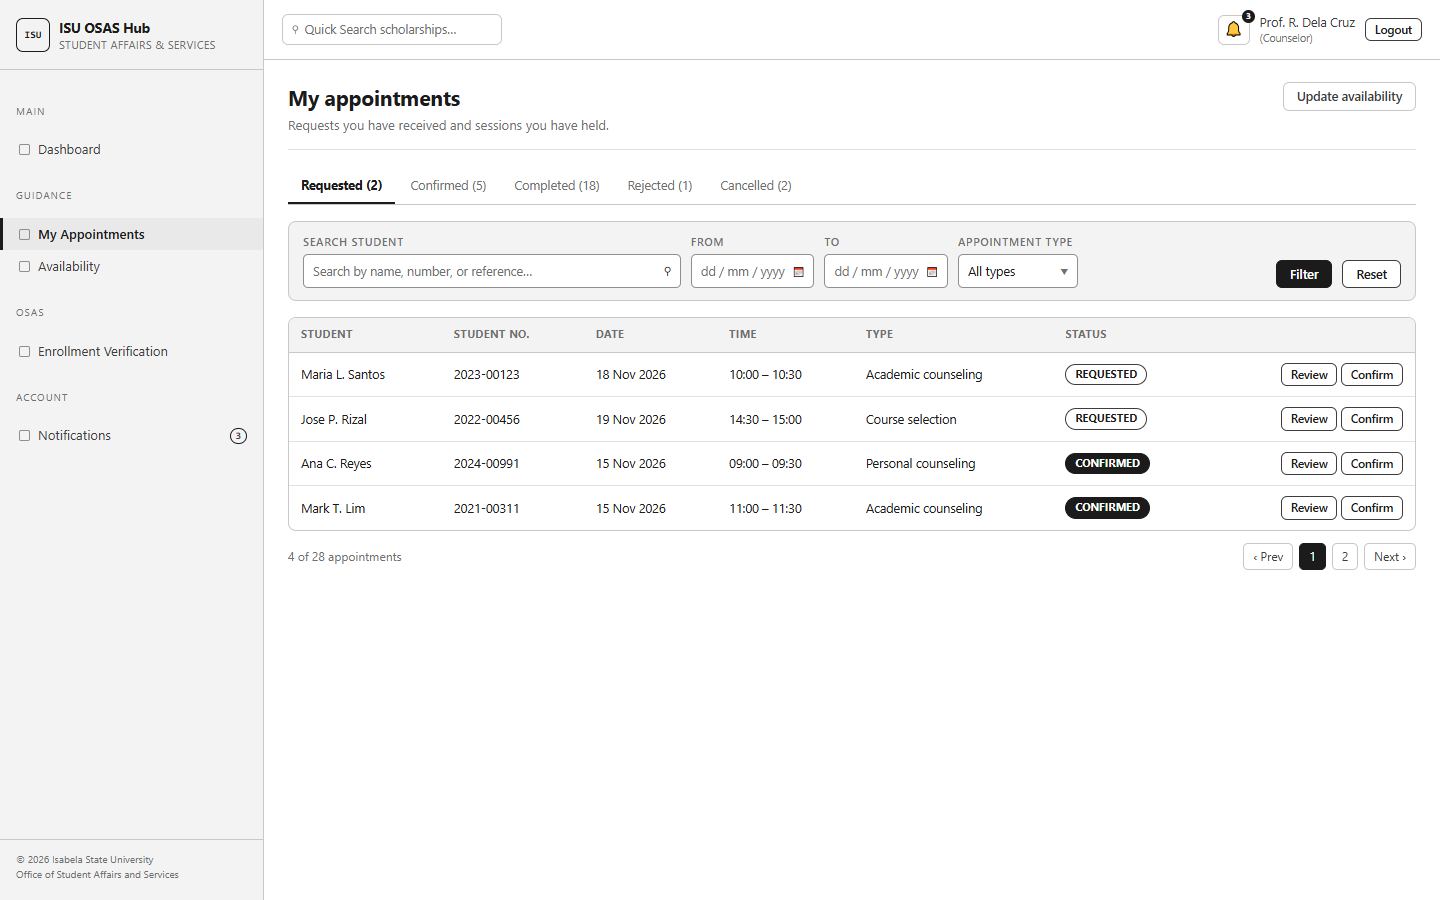 ISU
ISU OSAS Hub
STUDENT AFFAIRS & SERVICES
Quick Search scholarships...
3
Prof. R. Dela Cruz
(Counselor)
Logout
MAIN
Dashboard
GUIDANCE
My Appointments
Availability
OSAS
Enrollment Verification
ACCOUNT
Notifications
3
© 2026 Isabela State University
Office of Student Affairs and Services
My appointments
Update availability
Requests you have received and sessions you have held.
Requested (2) Confirmed (5) Completed (18) Rejected (1) Cancelled (2)
SEARCH STUDENT FROM TO APPOINTMENT TYPE
Search by name, number, or reference... dd / mm / yyyy dd / mm / yyyy All types Filter Reset
STUDENT STUDENT NO. DATE TIME TYPE STATUS
Maria L. Santos 2023-00123 18 Nov 2026 10:00 – 10:30 Academic counseling REQUESTED Review Confirm
Jose P. Rizal 2022-00456 19 Nov 2026 14:30 – 15:00 Course selection REQUESTED Review Confirm
Ana C. Reyes 2024-00991 15 Nov 2026 09:00 – 09:30 Personal counseling CONFIRMED Review Confirm
Mark T. Lim 2021-00311 15 Nov 2026 11:00 – 11:30 Academic counseling CONFIRMED Review Confirm
4 of 28 appointments ‹ Prev 1 2 Next ›